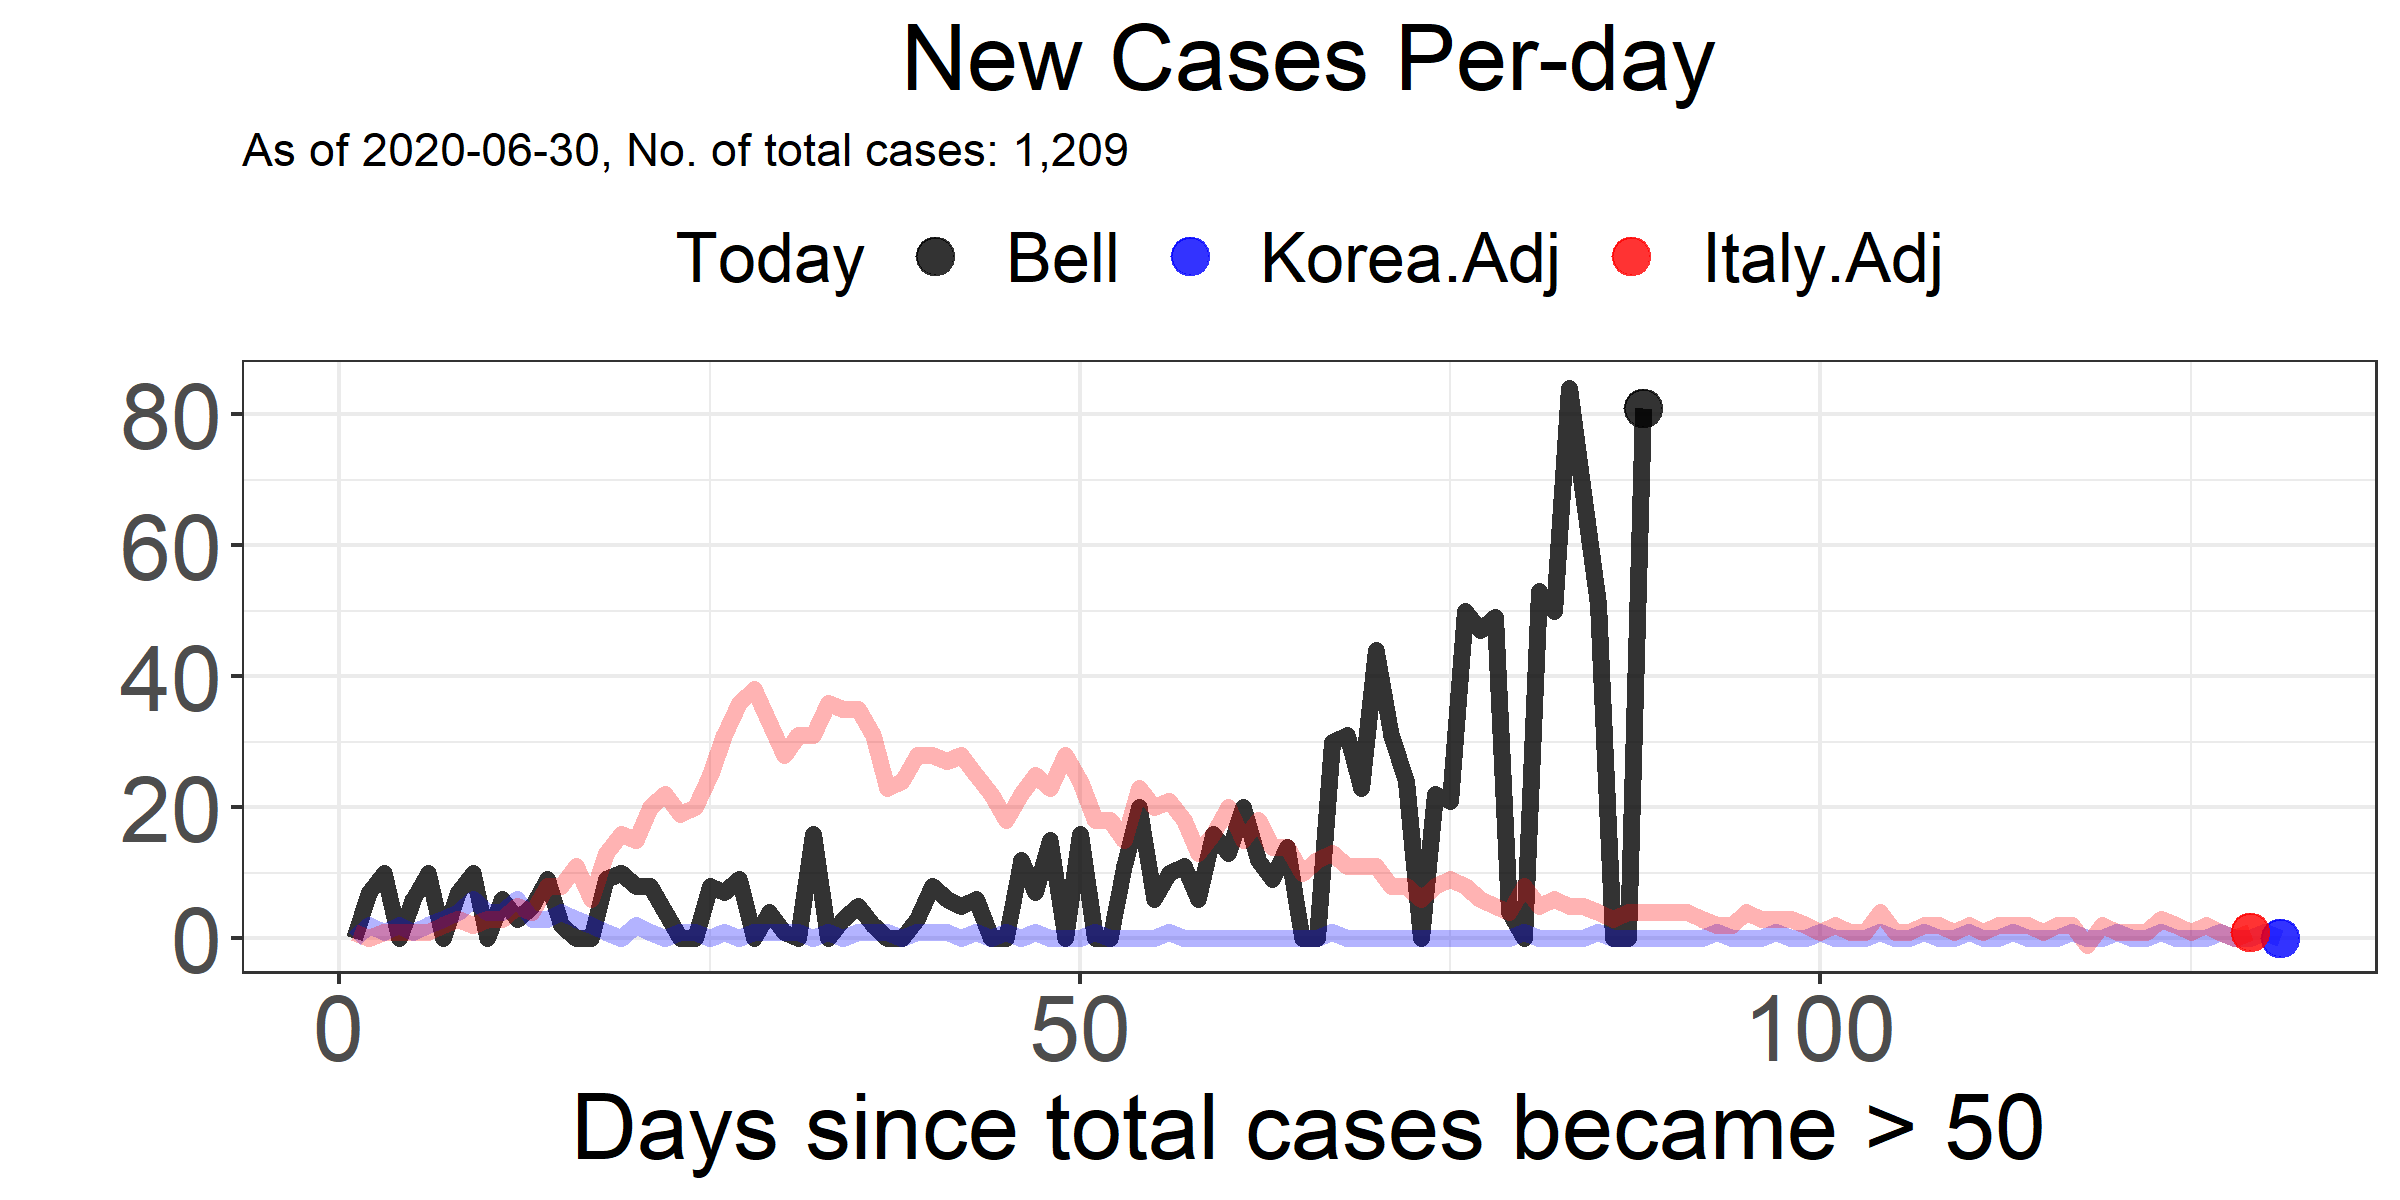 New Cases Per-day
As of 2020-06-30, No. of total cases: 1,209
Today Bell Korea.Adj Italy.Adj
80
60
40
20
0
0 50 100
Days since total cases became > 50